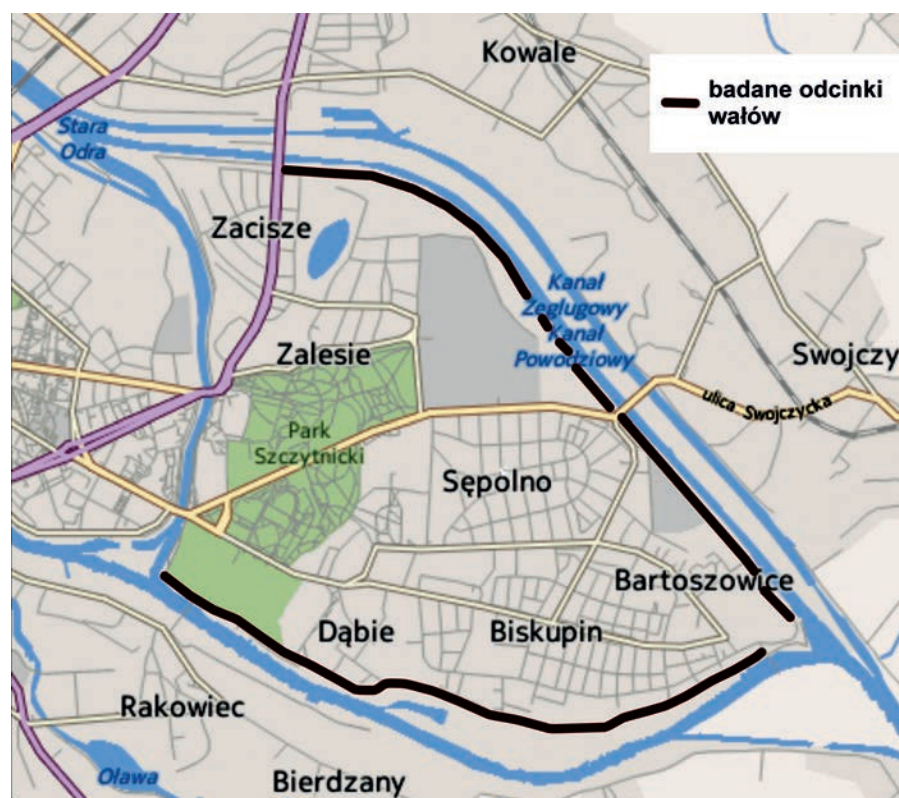 Kowale
badane odcinki
wałów
Stara
Odra
Zacisze
Kanał
Żeglugowy
Kanał
Powodziowy
Zalesie
Swojczy
ulica Swojczycka
Park
Szczytnicki
Sępolno
Bartoszowice
Dąbie
Biskupin
Rakowiec
Oława
Bierdzany